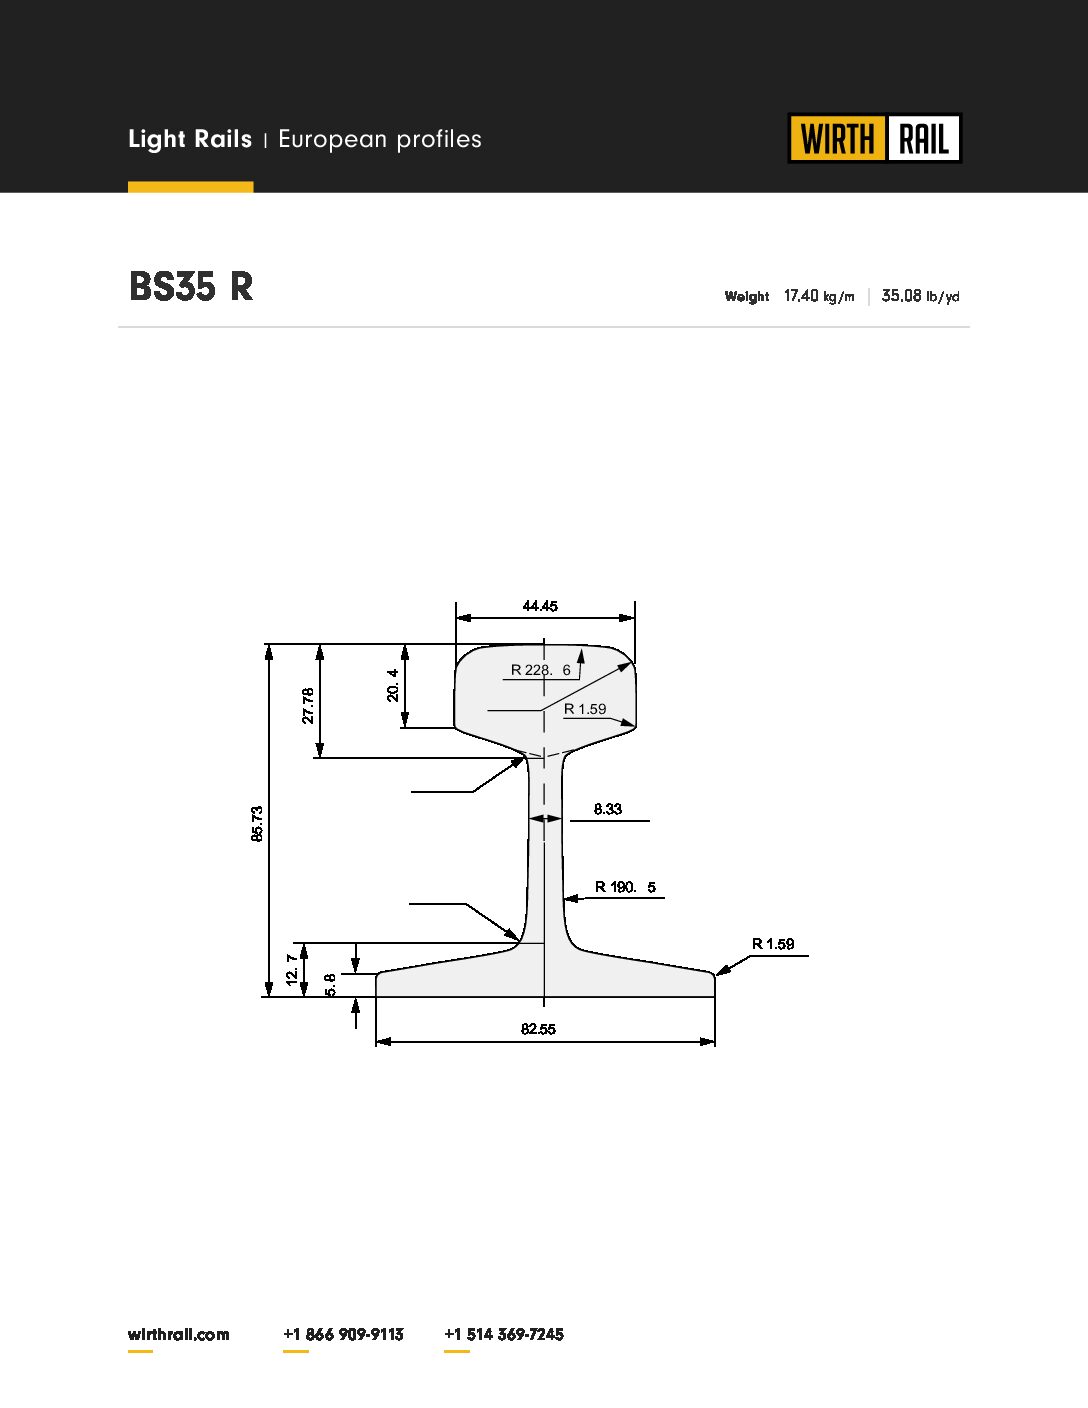 Light Rails | European profiles
WIRTH RAIL
BS35 R
Weight 17.40 kg/m | 35.08 lb/yd
44.45
R 228. 6
20. 4
27.78
R 1.59
85.73
8.33
R 190. 5
R 1.59
12. 7
5. 8
82.55
wirthrail.com +1 866 909-9113 +1 514 369-7245